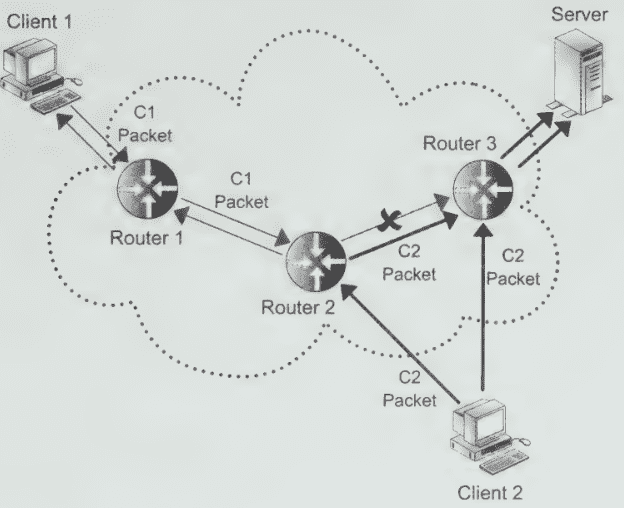 Client 1
Server
C1
Packet
Router 3
C1
Packet
Router 1
C2
Packet
C2
Packet
Router 2
C2
Packet
Client 2